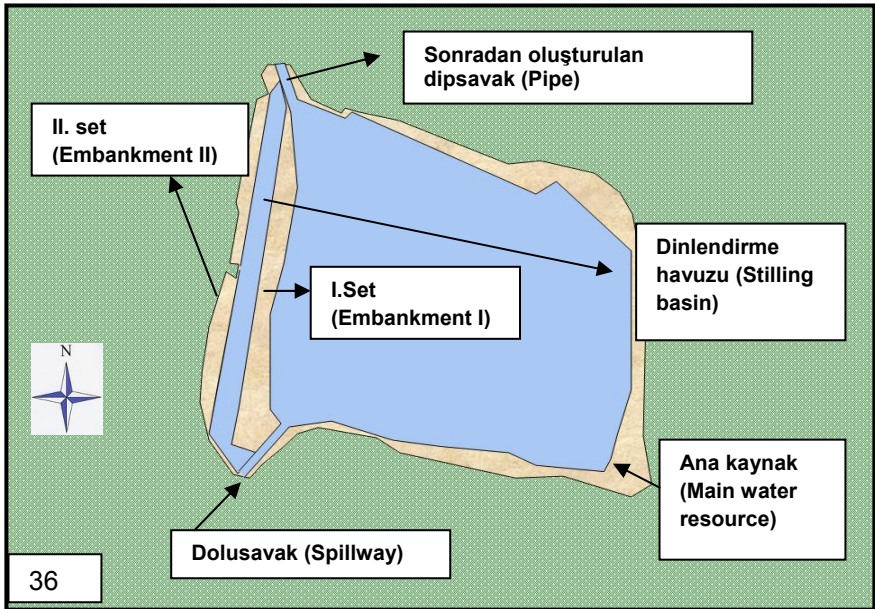 Sonradan oluşturulan
dipsavak (Pipe)
II. set
(Embankment II)
Dinlendirme
havuzu (Stilling
basin)
I.Set
(Embankment I)
N
Ana kaynak
(Main water
resource)
Dolusavak (Spillway)
36